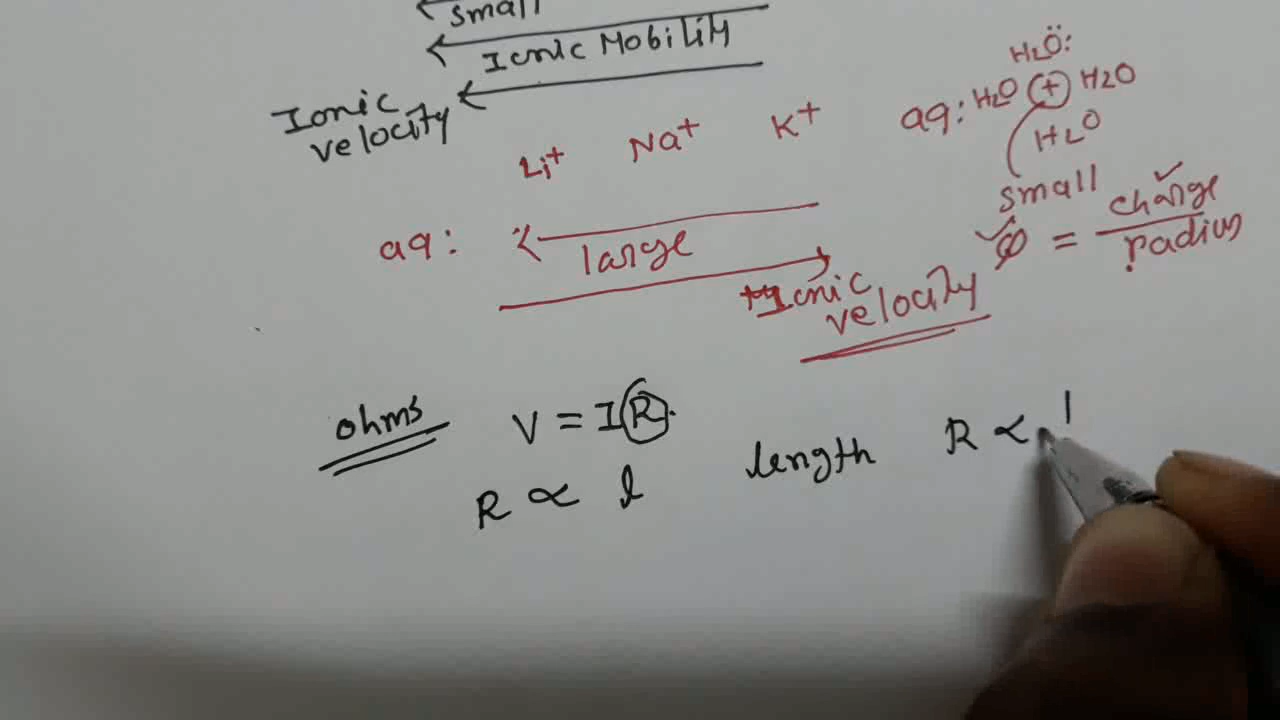 small
Ionic Mobility
Ionic
velocity
Li+ Na+ K+
aq: H2O + H2O
H2Ö:
H2O
small
φ = charge
radius
aq: large
Ionic
velocity
ohms V = IR.
R ∝ l length R ∝ 1